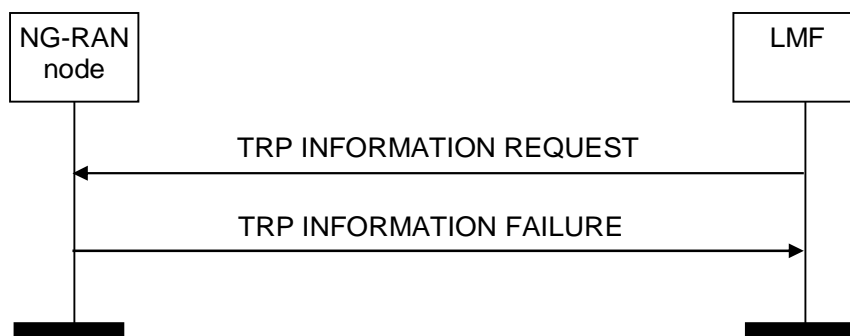 NG-RAN
node
LMF
TRP INFORMATION REQUEST
TRP INFORMATION FAILURE